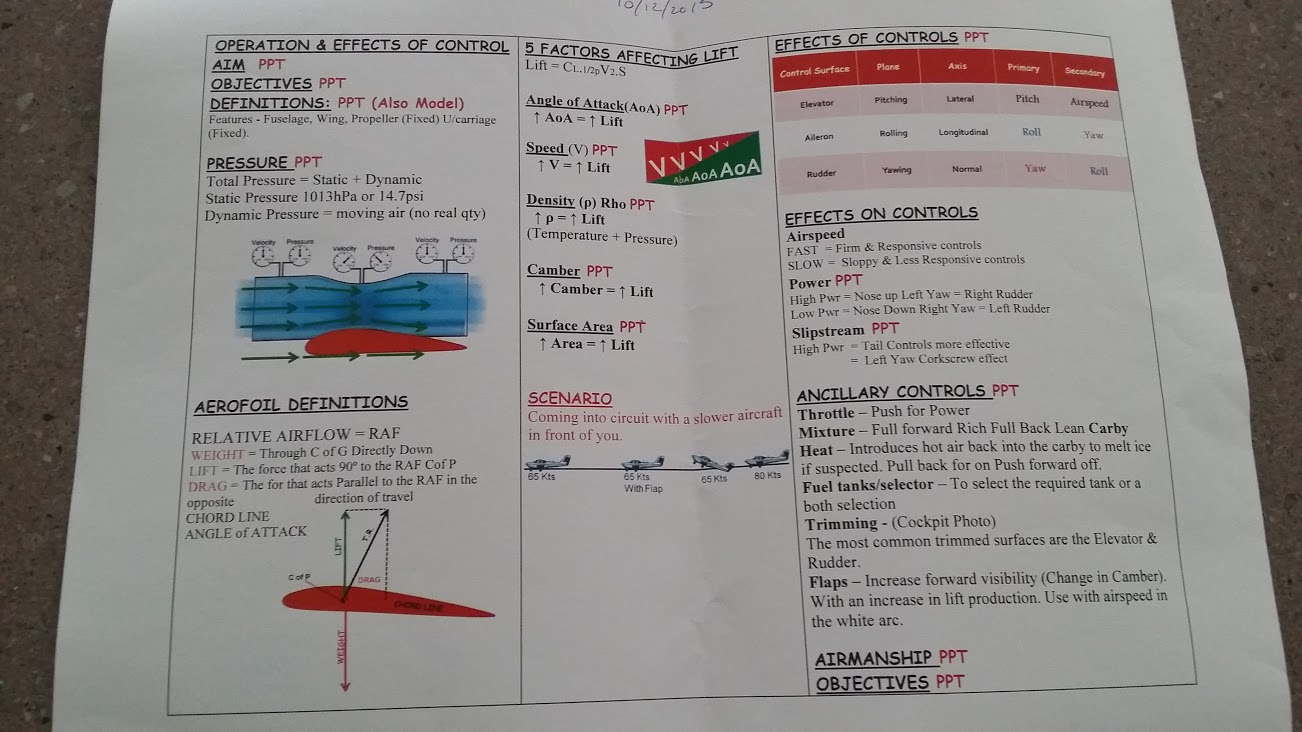 10/12/2015
OPERATION & EFFECTS OF CONTROL
AIM PPT
OBJECTIVES PPT
DEFINITIONS: PPT (Also Model)
Features - Fuselage, Wing, Propeller (Fixed) U/carriage
(Fixed).
PRESSURE PPT
Total Pressure = Static + Dynamic
Static Pressure 1013hPa or 14.7psi
Dynamic Pressure = moving air (no real qty)
Velocity Pressure
Velocity Pressure
Velocity Pressure
AEROFOIL DEFINITIONS
RELATIVE AIRFLOW = RAF
WEIGHT = Through C of G Directly Down
LIFT = The force that acts 90° to the RAF CofP
DRAG = The for that acts Parallel to the RAF in the
opposite direction of travel
CHORD LINE
ANGLE of ATTACK
LIFT
C of P
DRAG
CHORD LINE
WEIGHT
5 FACTORS AFFECTING LIFT
Lift = CL.1/2pV2.S
Angle of Attack(AoA) PPT
↑ AoA = ↑ Lift
Speed (V) PPT
↑ V = ↑ Lift
V V V V V
AoA AoA AoA
Density (ρ) Rho PPT
↑ ρ = ↑ Lift
(Temperature + Pressure)
Camber PPT
↑ Camber = ↑ Lift
Surface Area PPT
↑ Area = ↑ Lift
SCENARIO
Coming into circuit with a slower aircraft
in front of you.
65 Kts
65 Kts
With Flap
65 Kts
80 Kts
EFFECTS OF CONTROLS PPT
Control Surface Plane Axis Primary Secondary
Elevator Pitching Lateral Pitch Airspeed
Aileron Rolling Longitudinal Roll Yaw
Rudder Yawing Normal Yaw Roll
EFFECTS ON CONTROLS
Airspeed
FAST = Firm & Responsive controls
SLOW = Sloppy & Less Responsive controls
Power PPT
High Pwr = Nose up Left Yaw = Right Rudder
Low Pwr = Nose Down Right Yaw = Left Rudder
Slipstream PPT
High Pwr = Tail Controls more effective
= Left Yaw Corkscrew effect
ANCILLARY CONTROLS PPT
Throttle – Push for Power
Mixture – Full forward Rich Full Back Lean Carby
Heat – Introduces hot air back into the carby to melt ice
if suspected. Pull back for on Push forward off.
Fuel tanks/selector – To select the required tank or a
both selection
Trimming - (Cockpit Photo)
The most common trimmed surfaces are the Elevator &
Rudder.
Flaps – Increase forward visibility (Change in Camber).
With an increase in lift production. Use with airspeed in
the white arc.
AIRMANSHIP PPT
OBJECTIVES PPT